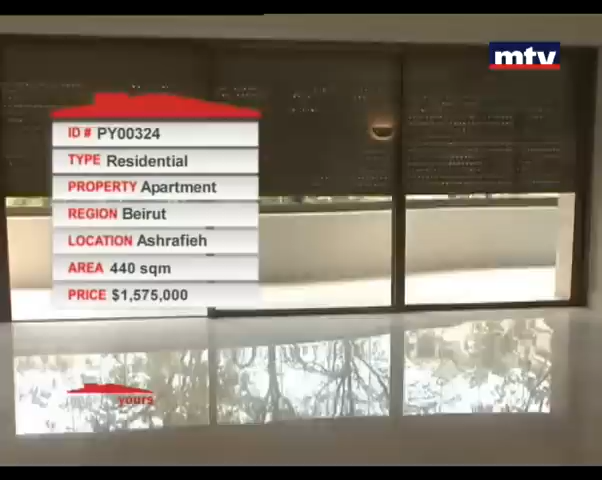 mtv
ID # PY00324
TYPE Residential
PROPERTY Apartment
REGION Beirut
LOCATION Ashrafieh
AREA 440 sqm
PRICE $1,575,000
yours